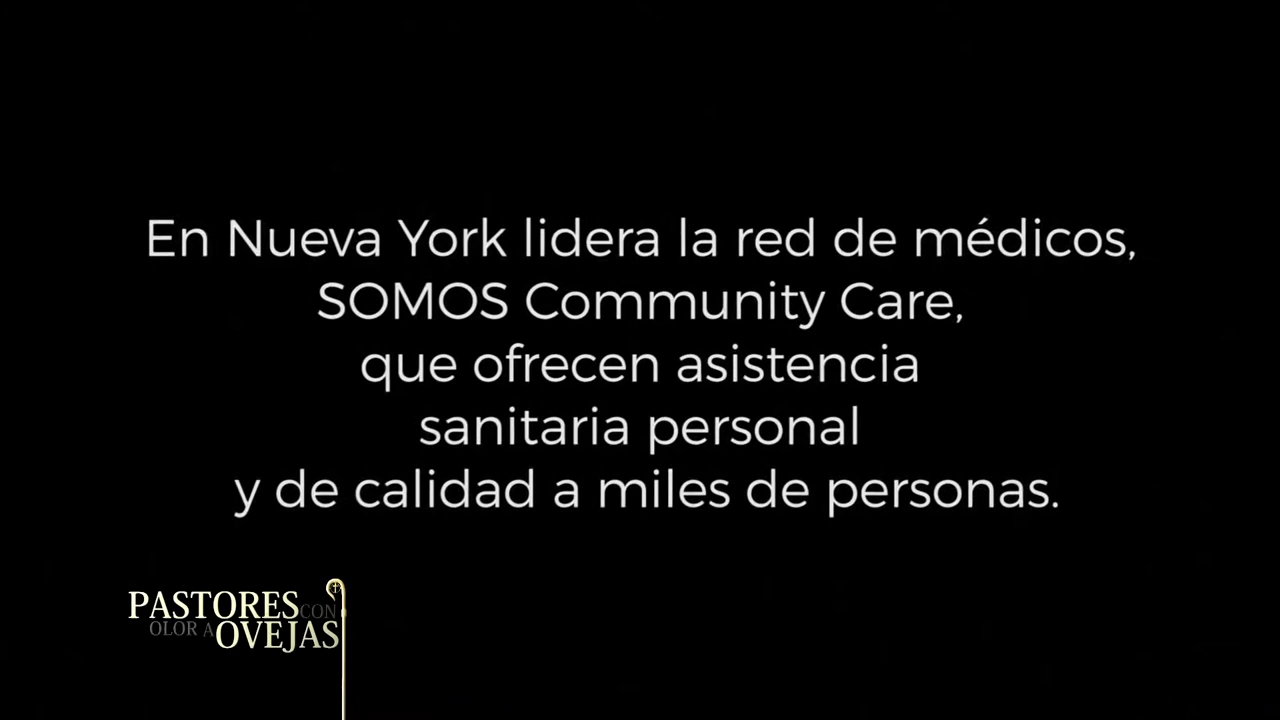 En Nueva York lidera la red de médicos,
SOMOS Community Care,
que ofrecen asistencia
sanitaria personal
y de calidad a miles de personas.
PASTORES CON
OLOR A OVEJAS